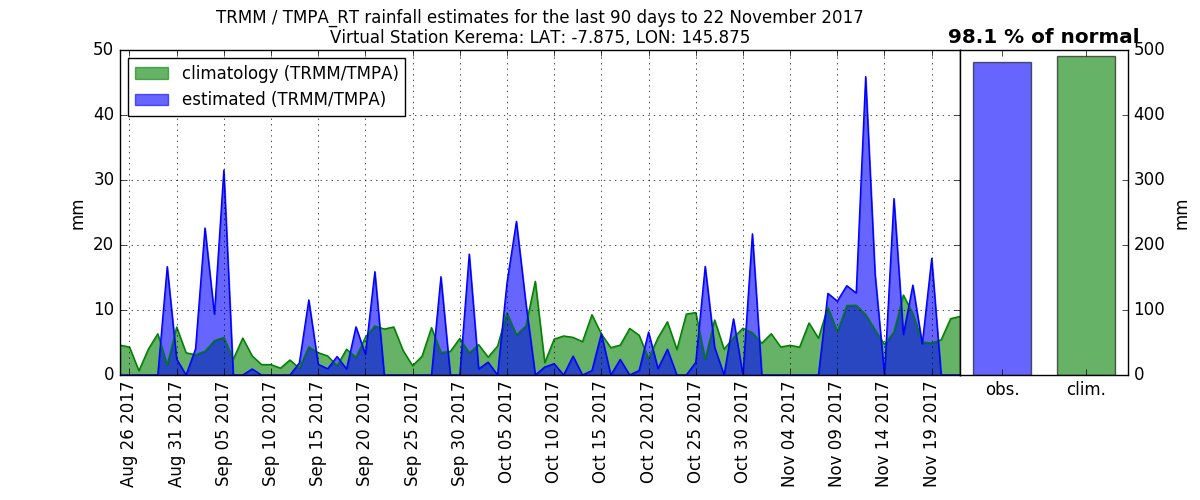 TRMM / TMPA_RT rainfall estimates for the last 90 days to 22 November 2017
Virtual Station Kerema: LAT: -7.875, LON: 145.875
98.1 % of normal
climatology (TRMM/TMPA)
estimated (TRMM/TMPA)
50
40
30
20
10
0
mm
Aug 26 2017
Aug 31 2017
Sep 05 2017
Sep 10 2017
Sep 15 2017
Sep 20 2017
Sep 25 2017
Sep 30 2017
Oct 05 2017
Oct 10 2017
Oct 15 2017
Oct 20 2017
Oct 25 2017
Oct 30 2017
Nov 04 2017
Nov 09 2017
Nov 14 2017
Nov 19 2017
obs.
clim.
500
400
300
200
100
0
mm